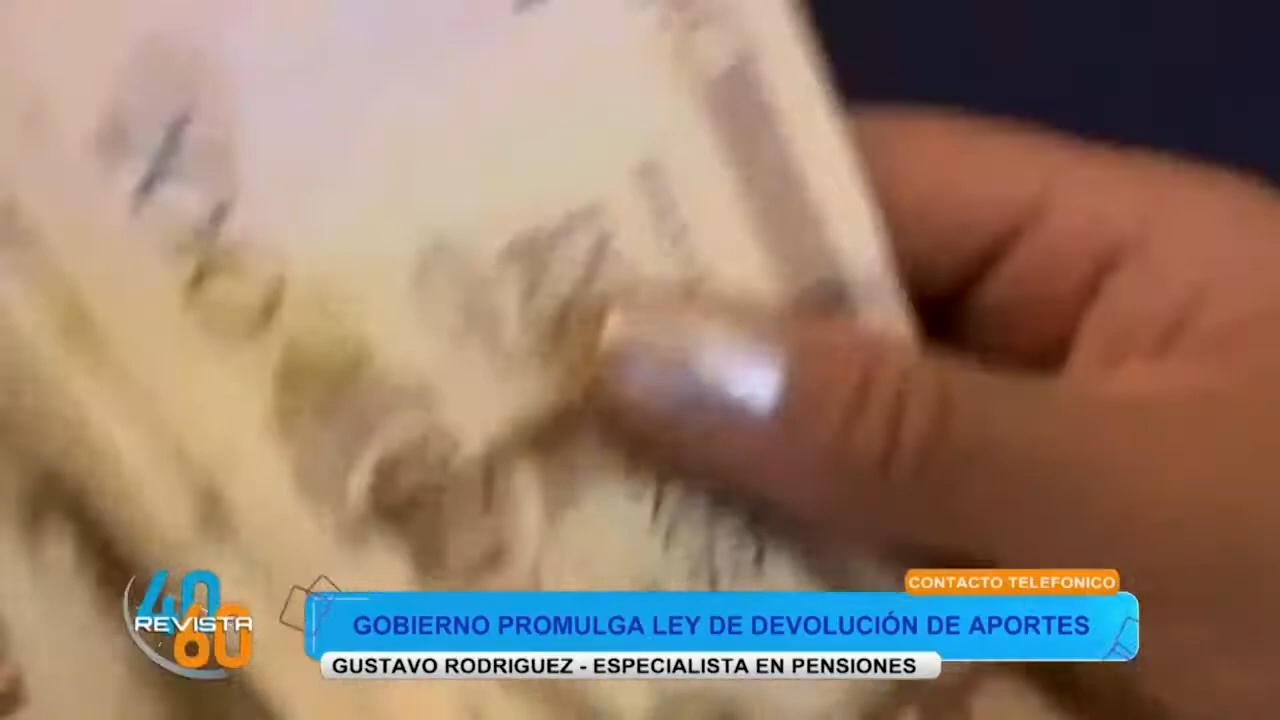 CONTACTO TELEFONICO
40
REVISTA
60
GOBIERNO PROMULGA LEY DE DEVOLUCIÓN DE APORTES
GUSTAVO RODRIGUEZ - ESPECIALISTA EN PENSIONES